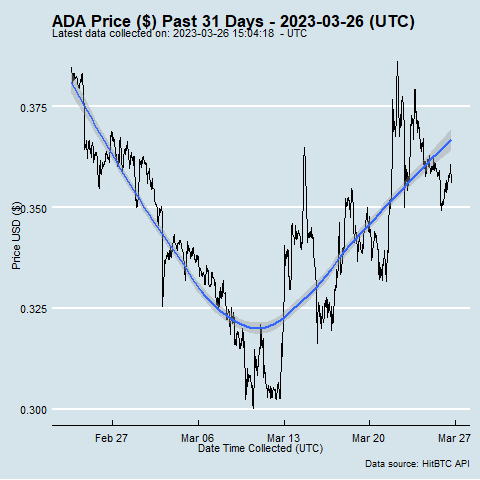 ADA Price ($) Past 31 Days - 2023-03-26 (UTC)
Latest data collected on: 2023-03-26 15:04:18 - UTC
0.375
0.350
0.325
0.300
Price USD ($)
Feb 27 Mar 06 Mar 13 Mar 20 Mar 27
Date Time Collected (UTC)
Data source: HitBTC API